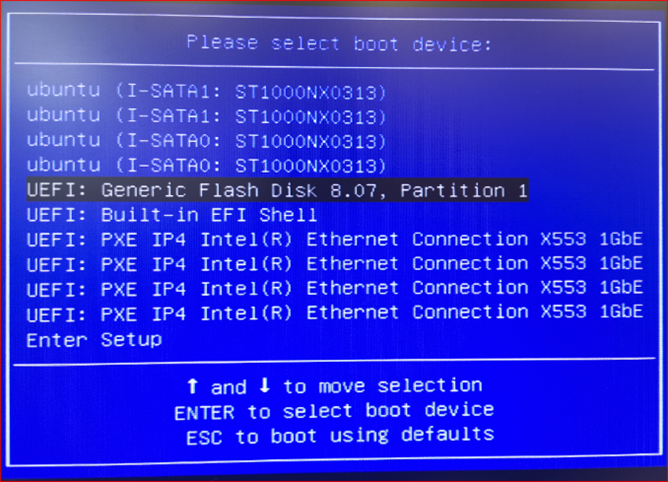 Please select boot device:
ubuntu (I-SATA1: ST1000NX0313)
ubuntu (I-SATA1: ST1000NX0313)
ubuntu (I-SATA0: ST1000NX0313)
ubuntu (I-SATA0: ST1000NX0313)
UEFI: Generic Flash Disk 8.07, Partition 1
UEFI: Built-in EFI Shell
UEFI: PXE IP4 Intel(R) Ethernet Connection X553 1GbE
UEFI: PXE IP4 Intel(R) Ethernet Connection X553 1GbE
UEFI: PXE IP4 Intel(R) Ethernet Connection X553 1GbE
UEFI: PXE IP4 Intel(R) Ethernet Connection X553 1GbE
Enter Setup
↑ and ↓ to move selection
ENTER to select boot device
ESC to boot using defaults